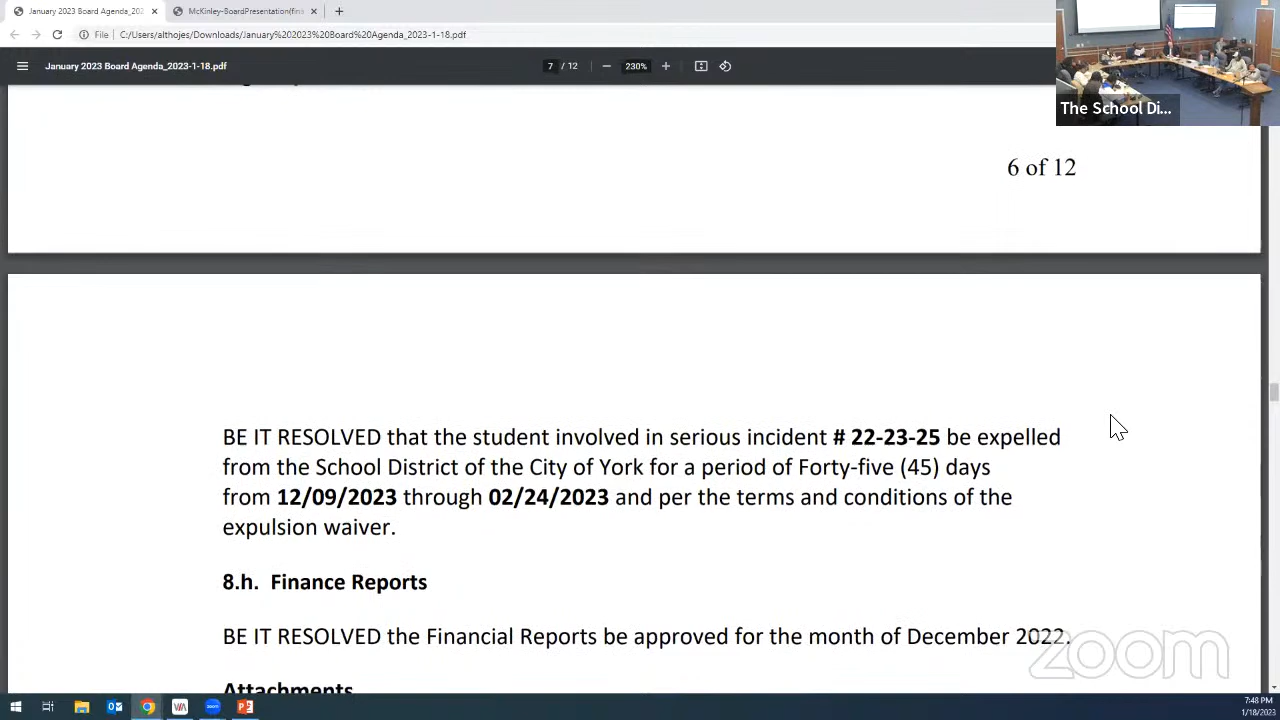 January 2023 Board Agenda_202
McKinley-BoardPresentation(fins
File
C:/Users/althojes/Downloads/January%202023%20Board%20Agenda_2023-1-18.pdf
January 2023 Board Agenda_2023-1-18.pdf
7 / 12
230%
The School Di...
6 of 12
BE IT RESOLVED that the student involved in serious incident # 22-23-25 be expelled
from the School District of the City of York for a period of Forty-five (45) days
from 12/09/2023 through 02/24/2023 and per the terms and conditions of the
expulsion waiver.
8.h. Finance Reports
BE IT RESOLVED the Financial Reports be approved for the month of December 2022.
Attachments
zoom
7:48 PM
1/18/2023